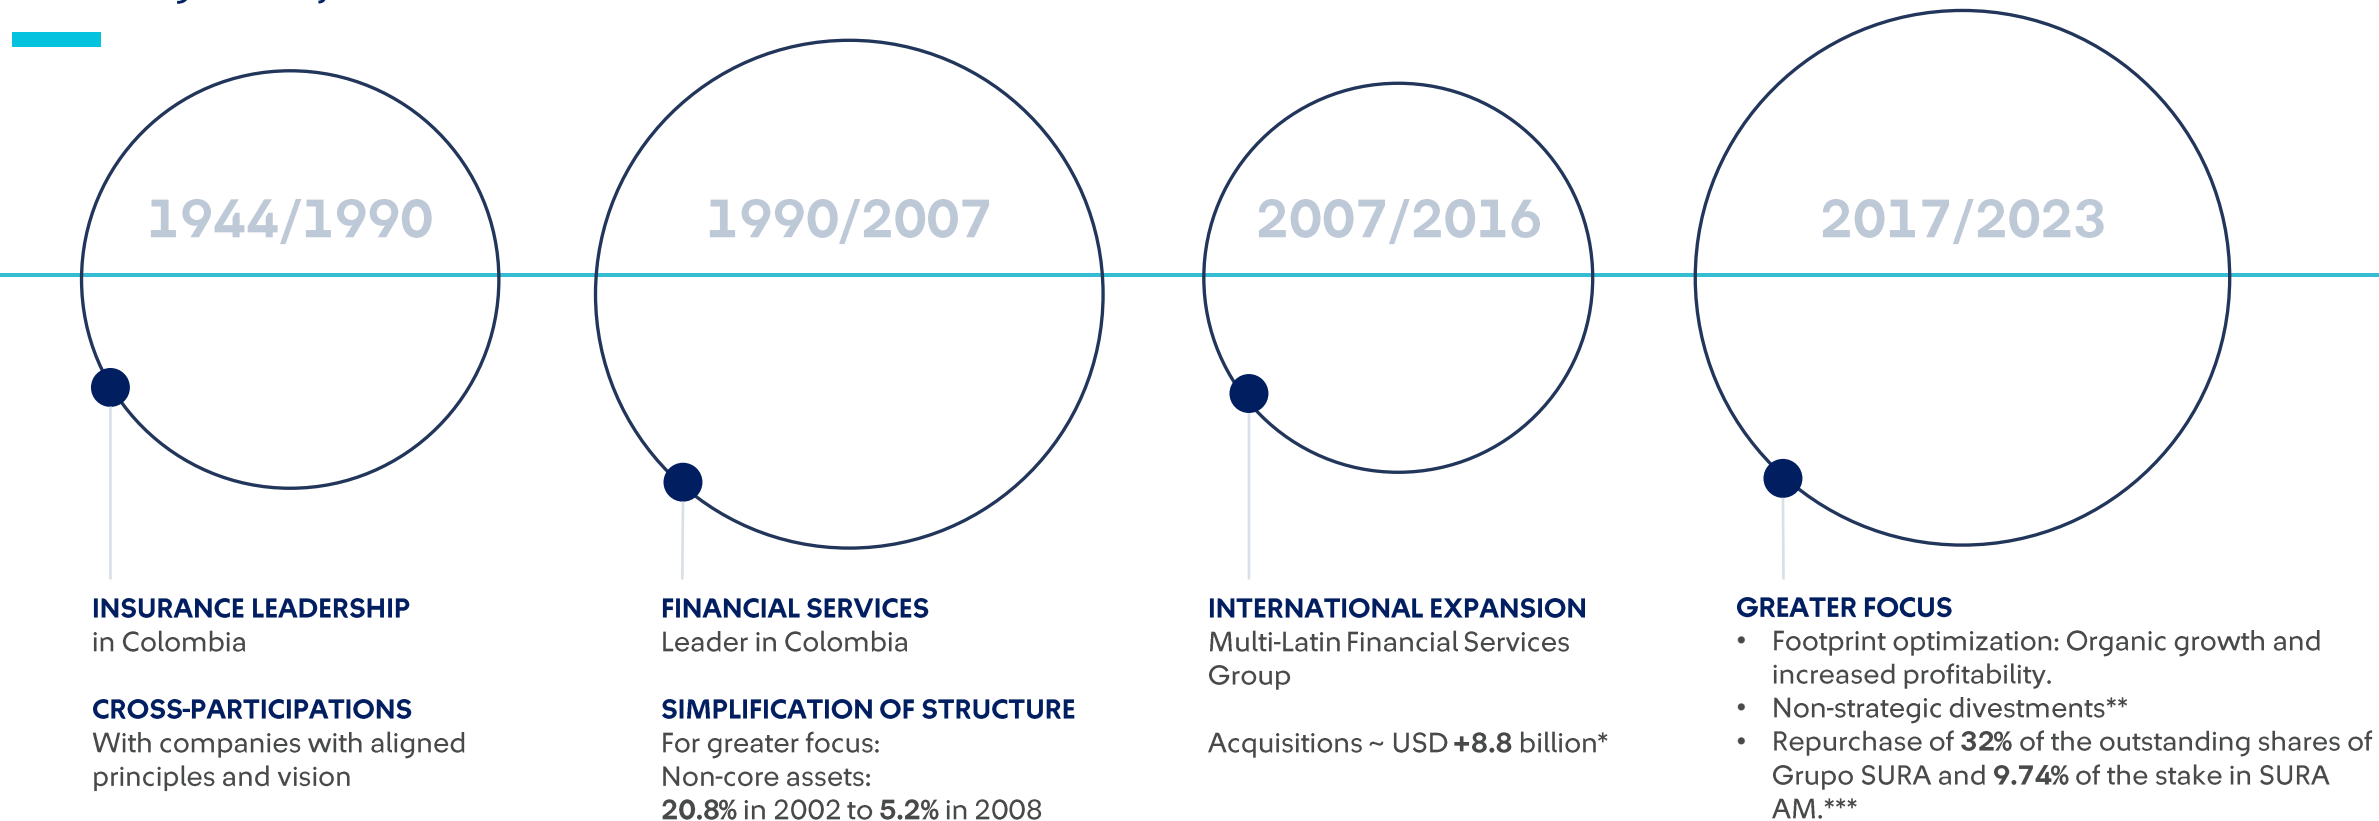 1944/1990
1990/2007
2007/2016
2017/2023
INSURANCE LEADERSHIP
in Colombia
CROSS-PARTICIPATIONS
With companies with aligned
principles and vision
FINANCIAL SERVICES
Leader in Colombia
SIMPLIFICATION OF STRUCTURE
For greater focus:
Non-core assets:
20.8% in 2002 to 5.2% in 2008
INTERNATIONAL EXPANSION
Multi-Latin Financial Services
Group
Acquisitions ~ USD +8.8 billion*
GREATER FOCUS
• Footprint optimization: Organic growth and
increased profitability.
• Non-strategic divestments**
• Repurchase of 32% of the outstanding shares of
Grupo SURA and 9.74% of the stake in SURA
AM.***